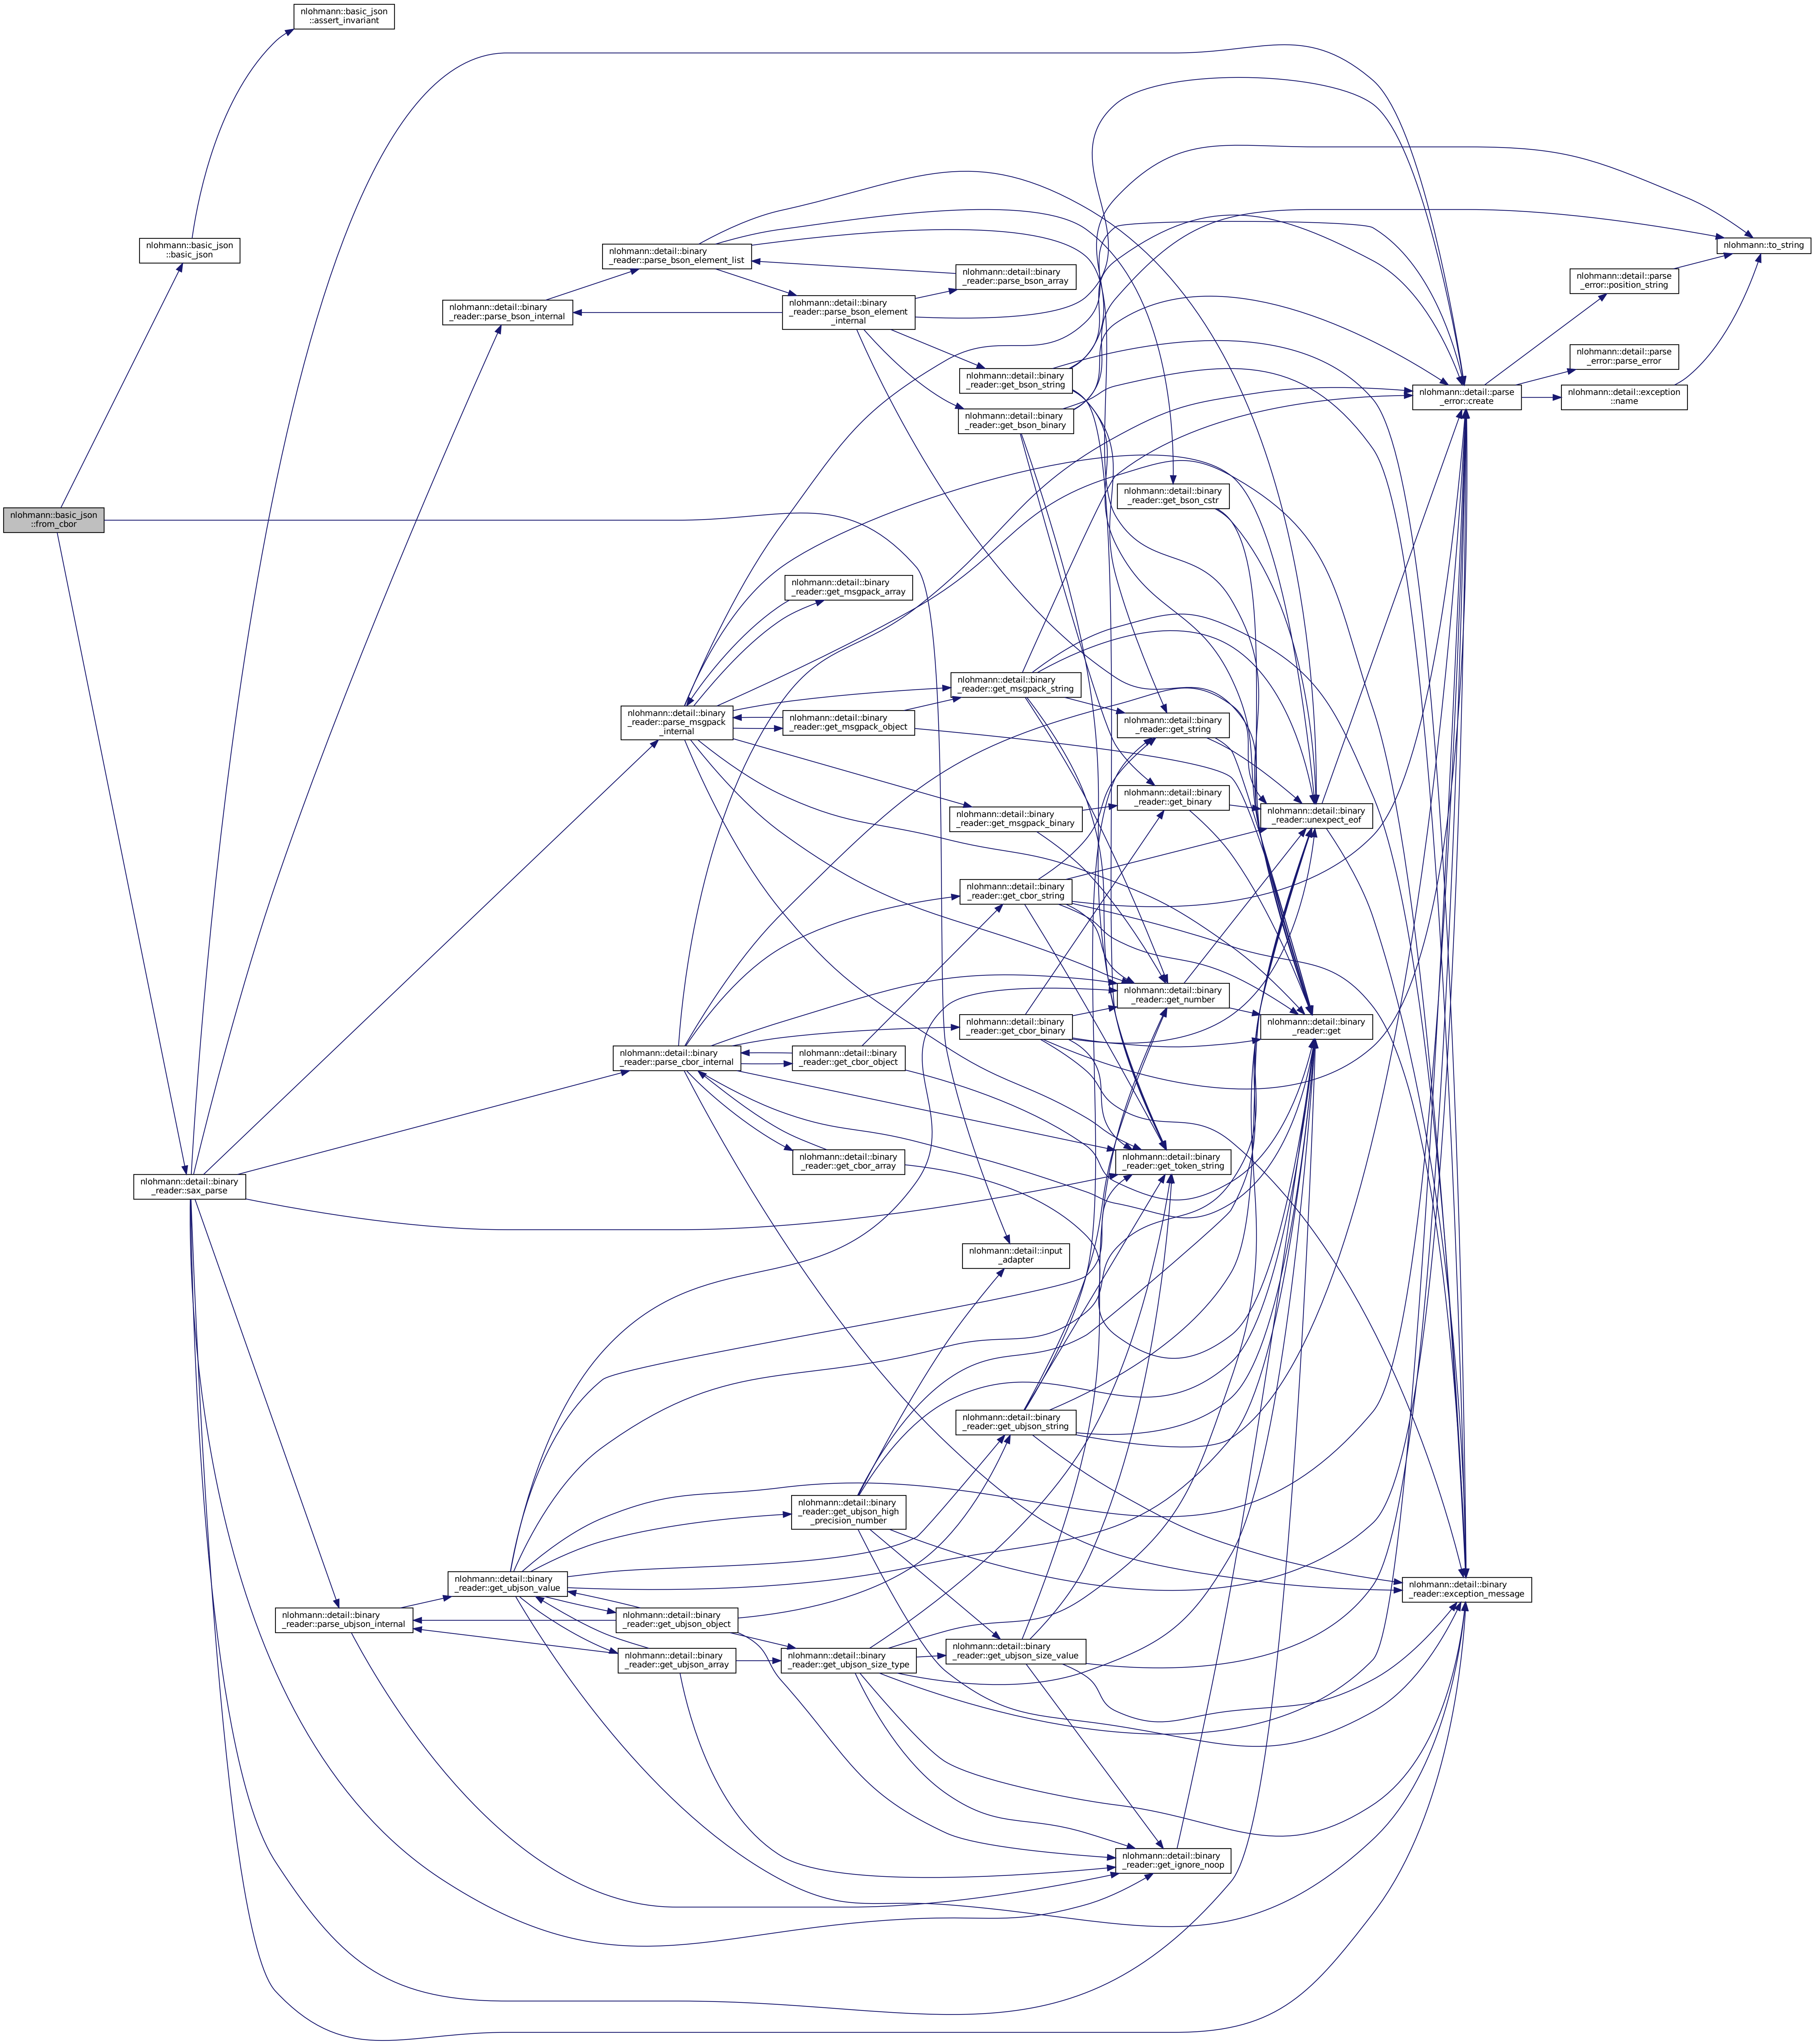 nlohmann::basic_json
::assert_invariant
nlohmann::basic_json
::basic_json
nlohmann::to_string
nlohmann::detail::binary
_reader::parse_bson_element_list
nlohmann::detail::binary
_reader::parse_bson_array
nlohmann::detail::parse
_error::position_string
nlohmann::detail::binary
_reader::parse_bson_internal
nlohmann::detail::binary
_reader::parse_bson_element
_internal
nlohmann::detail::parse
_error::parse_error
nlohmann::detail::binary
_reader::get_bson_string
nlohmann::detail::parse
_error::create
nlohmann::detail::exception
::name
nlohmann::detail::binary
_reader::get_bson_binary
nlohmann::detail::binary
_reader::get_bson_cstr
nlohmann::basic_json
::from_cbor
nlohmann::detail::binary
_reader::get_msgpack_array
nlohmann::detail::binary
_reader::get_msgpack_string
nlohmann::detail::binary
_reader::parse_msgpack
_internal
nlohmann::detail::binary
_reader::get_msgpack_object
nlohmann::detail::binary
_reader::get_string
nlohmann::detail::binary
_reader::get_binary
nlohmann::detail::binary
_reader::get_msgpack_binary
nlohmann::detail::binary
_reader::unexpect_eof
nlohmann::detail::binary
_reader::get_cbor_string
nlohmann::detail::binary
_reader::get_number
nlohmann::detail::binary
_reader::get_cbor_binary
nlohmann::detail::binary
_reader::get
nlohmann::detail::binary
_reader::parse_cbor_internal
nlohmann::detail::binary
_reader::get_cbor_object
nlohmann::detail::binary
_reader::get_cbor_array
nlohmann::detail::binary
_reader::get_token_string
nlohmann::detail::binary
_reader::sax_parse
nlohmann::detail::input
_adapter
nlohmann::detail::binary
_reader::get_ubjson_string
nlohmann::detail::binary
_reader::get_ubjson_high
_precision_number
nlohmann::detail::binary
_reader::get_ubjson_value
nlohmann::detail::binary
_reader::exception_message
nlohmann::detail::binary
_reader::parse_ubjson_internal
nlohmann::detail::binary
_reader::get_ubjson_object
nlohmann::detail::binary
_reader::get_ubjson_array
nlohmann::detail::binary
_reader::get_ubjson_size_type
nlohmann::detail::binary
_reader::get_ubjson_size_value
nlohmann::detail::binary
_reader::get_ignore_noop